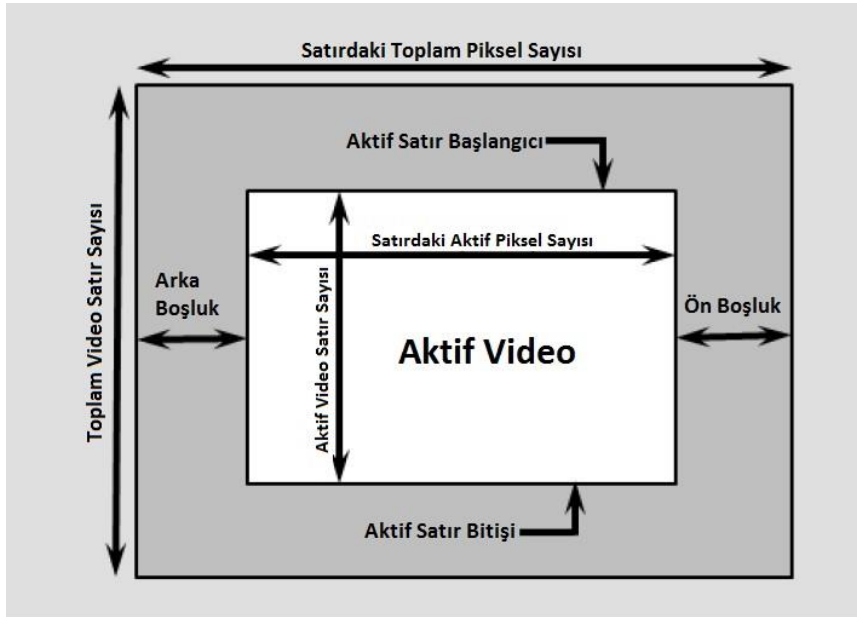 Satırdaki Toplam Piksel Sayısı
Aktif Satır Başlangıcı
Toplam Video Satır Sayısı
Satırdaki Aktif Piksel Sayısı
Aktif Video Satır Sayısı
Arka
Boşluk
Ön Boşluk
Aktif Video
Aktif Satır Bitişi